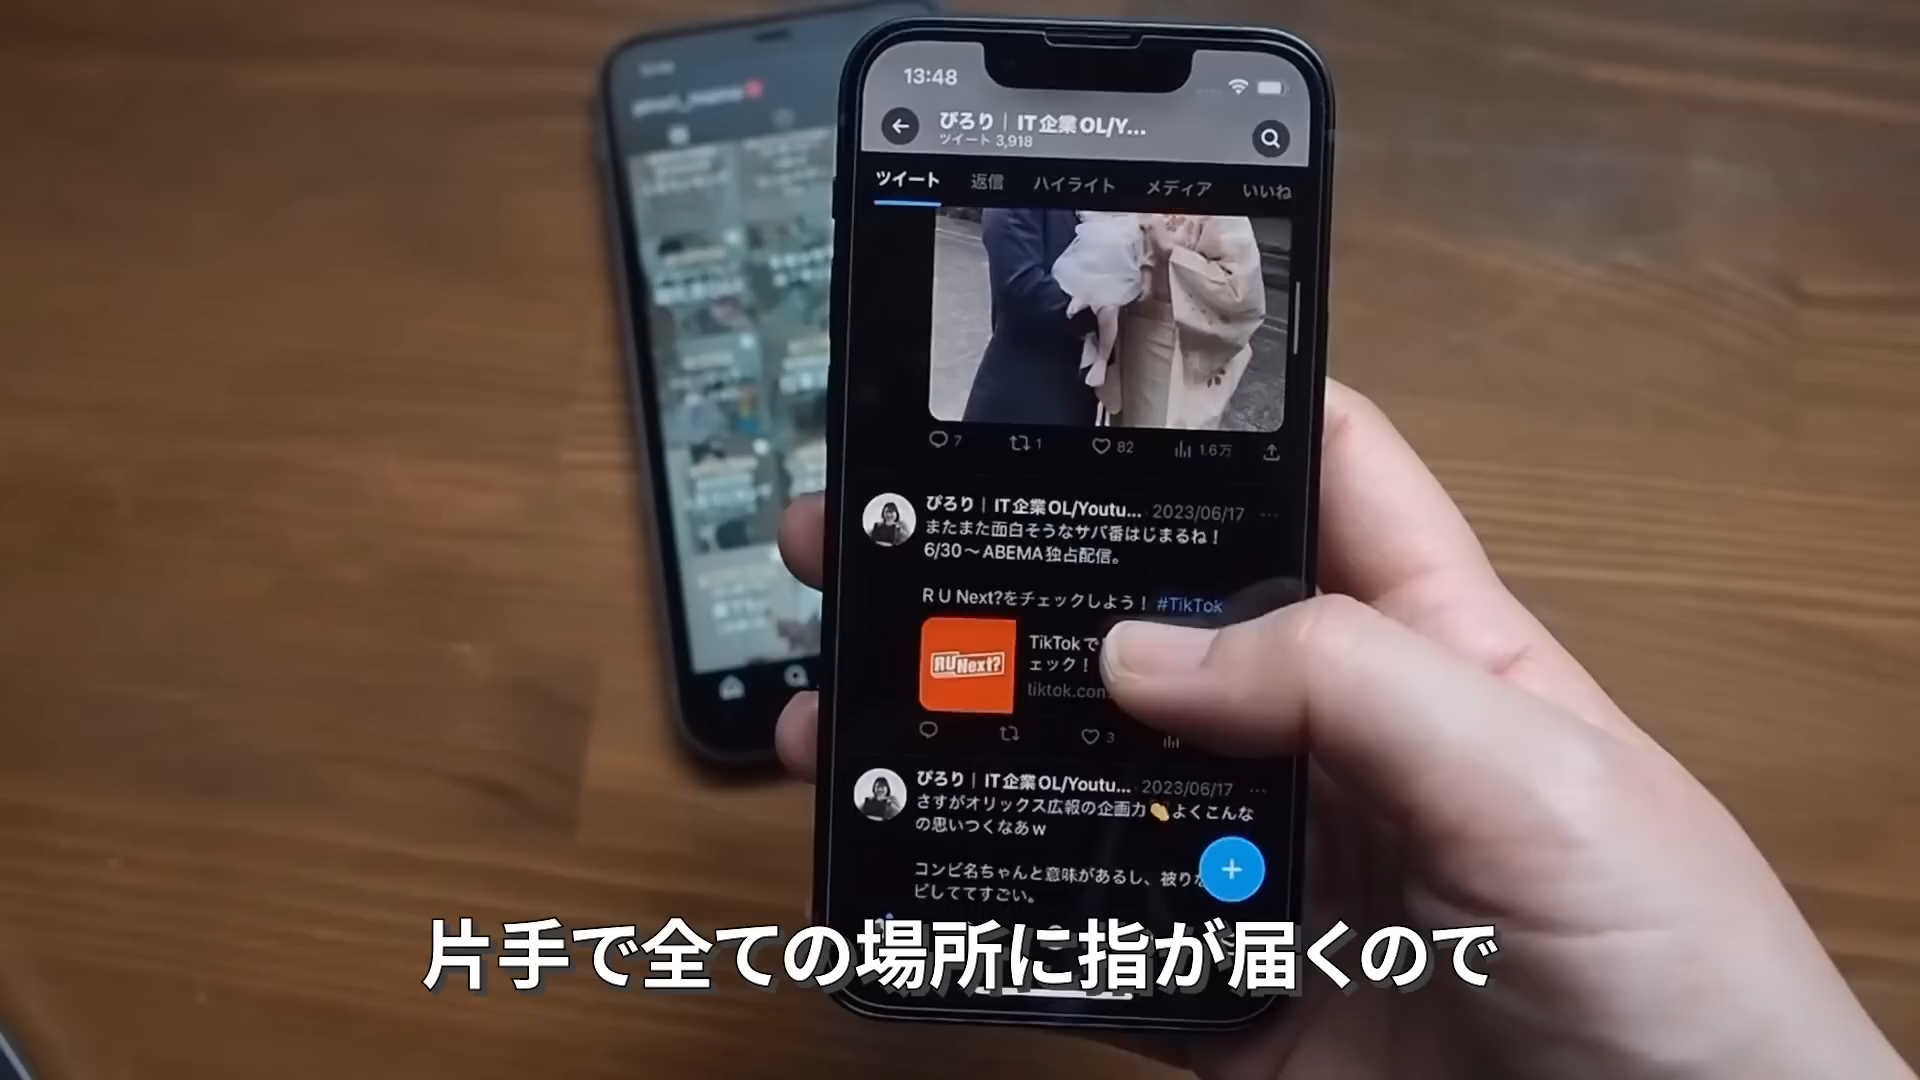 13:48
ぴろり｜IT企業OL/Y...
ツイート 3,918
ツイート 返信 ハイライト メディア いいね
7 1 82 1.6万
ぴろり｜IT企業OL/Youtu... 2023/06/17 ...
またまた面白そうなサバ番はじまるね！
6/30～ABEMA独占配信。
R U Next?をチェックしよう！ #TikTok
RU Next?
TikTokで
ェック！
tiktok.com
3
ぴろり｜IT企業OL/Youtu... 2023/06/17 ...
さすがオリックス広報の企画力👏よくこんな
の思いつくなあw
コンビ名ちゃんと意味があるし、被りな
ビしててすごい。
片手で全ての場所に指が届くので